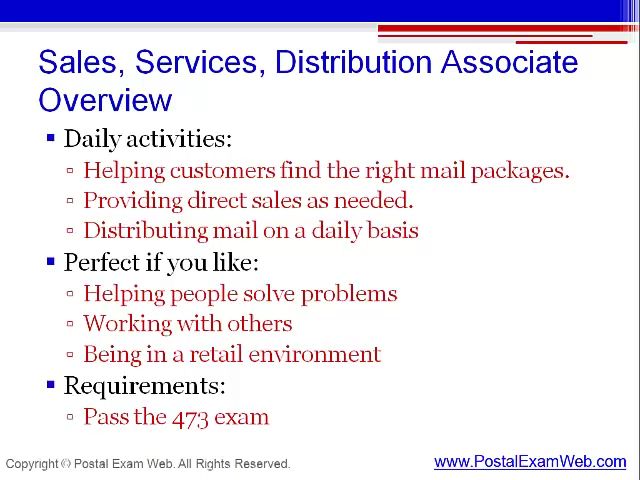 Sales, Services, Distribution Associate
Overview
Daily activities:
Helping customers find the right mail packages.
Providing direct sales as needed.
Distributing mail on a daily basis
Perfect if you like:
Helping people solve problems
Working with others
Being in a retail environment
Requirements:
Pass the 473 exam
Copyright © Postal Exam Web. All Rights Reserved.
www.PostalExamWeb.com